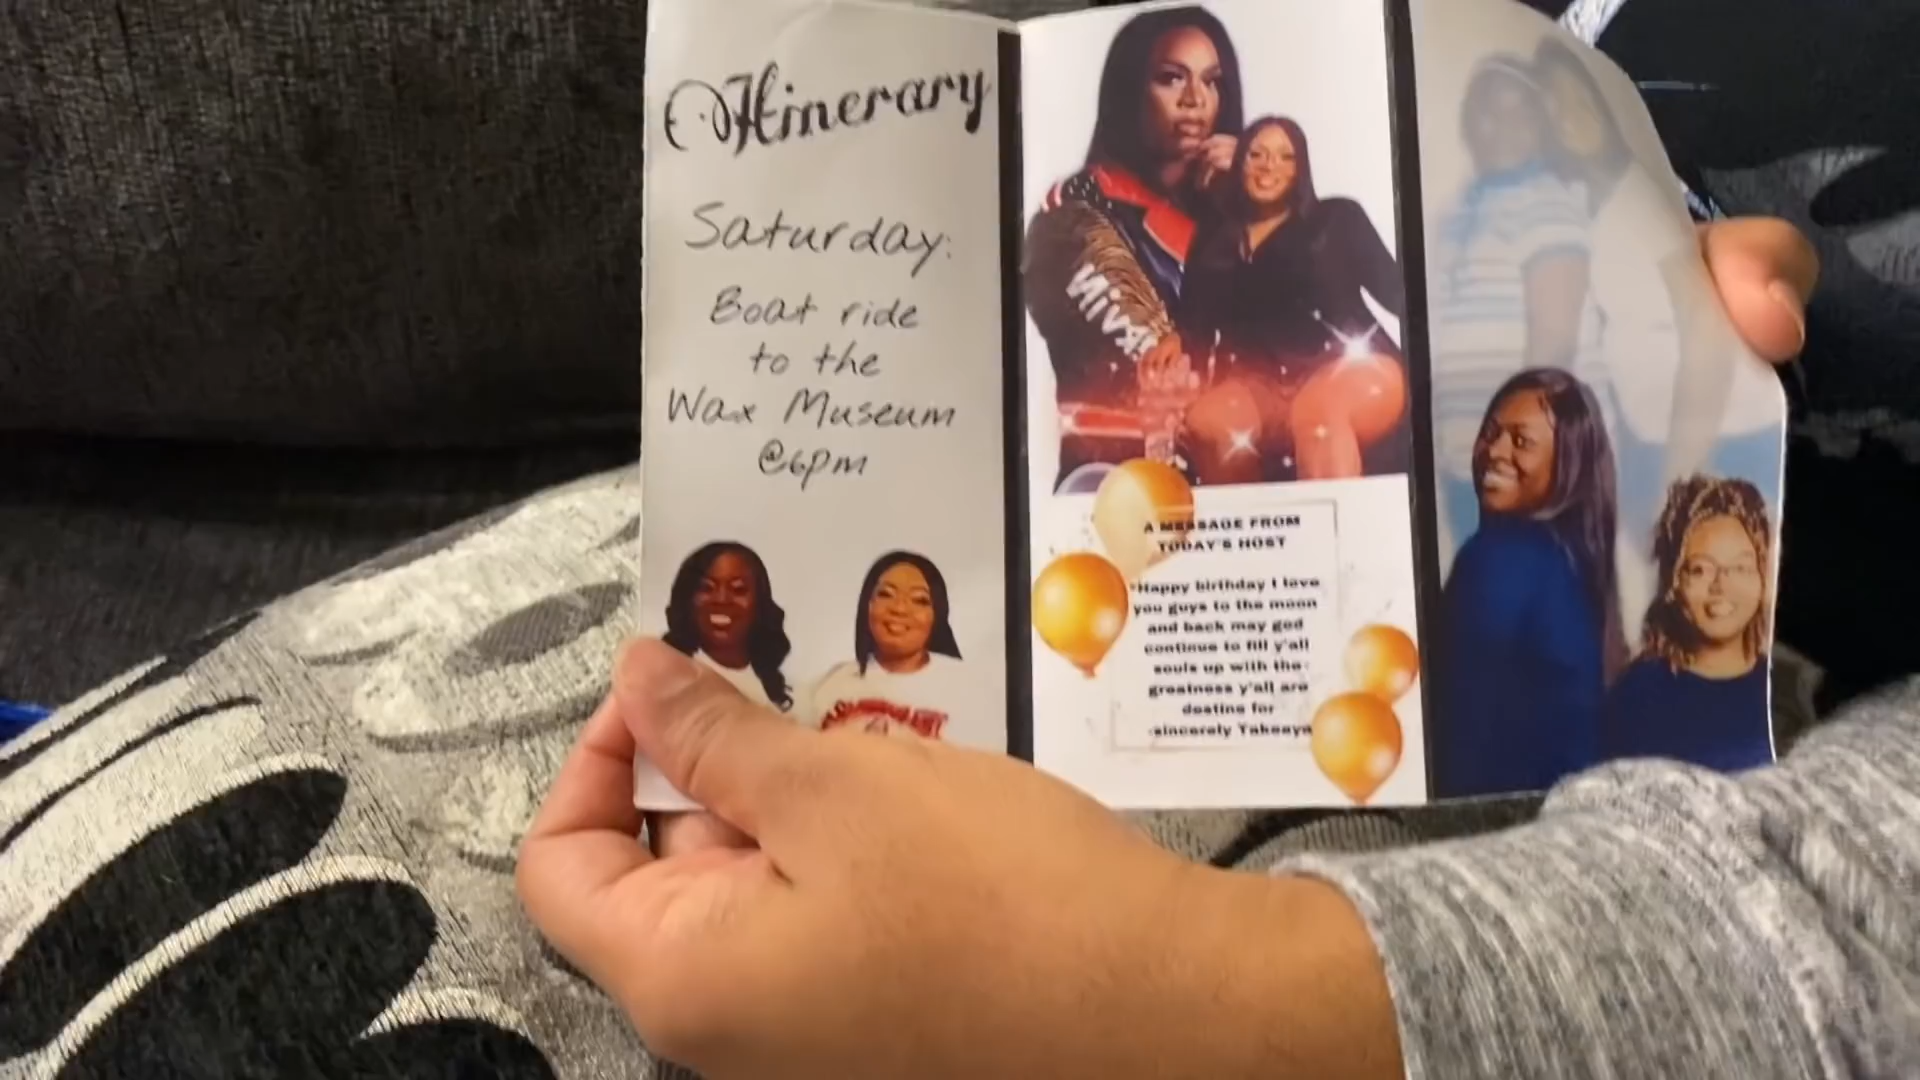 Itinerary
Saturday:
Boat ride
to the
Wax Museum
@6pm
A MESSAGE FROM
TODAY'S HOST
"Happy birthday I love
you guys to the moon
and back may god
continue to fill y'all
souls up with the
greatness y'all are
destine for
-sincerely Takeaya